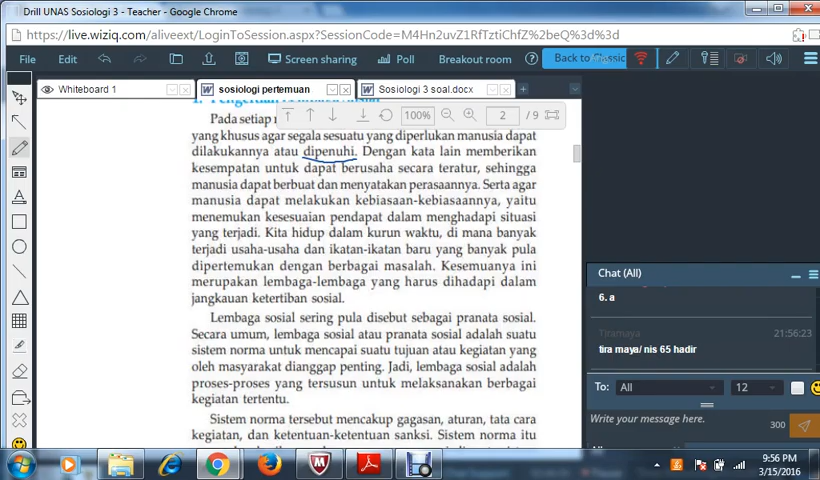 Drill UNAS Sosiologi 3 - Teacher - Google Chrome
https://live.wiziq.com/aliveext/LoginToSession.aspx?SessionCode=M4Hn2uvZ1RfTztiChfZ%2beQ%3d%3d
File Edit Screen sharing Poll Breakout room Back to Classic
Whiteboard 1 sosiologi pertemuan Sosiologi 3 soal.docx
100% 2 / 9
Pada setiap
yang khusus agar segala sesuatu yang diperlukan manusia dapat
dilakukannya atau dipenuhi. Dengan kata lain memberikan
kesempatan untuk dapat berusaha secara teratur, sehingga
manusia dapat berbuat dan menyatakan perasaannya. Serta agar
manusia dapat melakukan kebiasaan-kebiasaannya, yaitu
menemukan kesesuaian pendapat dalam menghadapi situasi
yang terjadi. Kita hidup dalam kurun waktu, di mana banyak
terjadi usaha-usaha dan ikatan-ikatan baru yang banyak pula
dipertemukan dengan berbagai masalah. Kesemuanya ini
merupakan lembaga-lembaga yang harus dihadapi dalam
jangkauan ketertiban sosial.
Lembaga sosial sering pula disebut sebagai pranata sosial.
Secara umum, lembaga sosial atau pranata sosial adalah suatu
sistem norma untuk mencapai suatu tujuan atau kegiatan yang
oleh masyarakat dianggap penting. Jadi, lembaga sosial adalah
proses-proses yang tersusun untuk melaksanakan berbagai
kegiatan tertentu.
Sistem norma tersebut mencakup gagasan, aturan, tata cara
kegiatan, dan ketentuan-ketentuan sanksi. Sistem norma itu
Chat (All)
6. a
Tiramaya 21:56:23
tira maya/ nis 65 hadir
To: All 12
Write your message here. 300
9:56 PM
3/15/2016